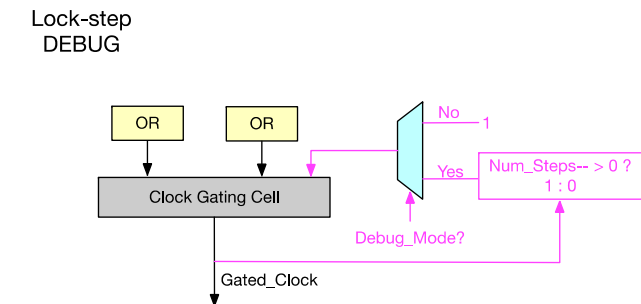 Lock-step
DEBUG
OR
OR
No
1
Num_Steps-- > 0 ?
1 : 0
Yes
Clock Gating Cell
Debug_Mode?
Gated_Clock